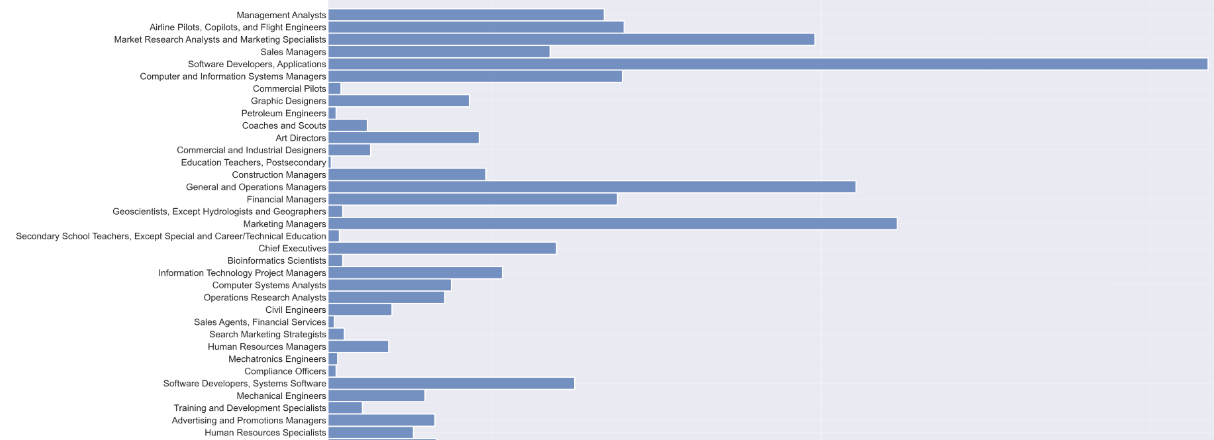 Management Analysts
Airline Pilots, Copilots, and Flight Engineers
Market Research Analysts and Marketing Specialists
Sales Managers
Software Developers, Applications
Computer and Information Systems Managers
Commercial Pilots
Graphic Designers
Petroleum Engineers
Coaches and Scouts
Art Directors
Commercial and Industrial Designers
Education Teachers, Postsecondary
Construction Managers
General and Operations Managers
Financial Managers
Geoscientists, Except Hydrologists and Geographers
Marketing Managers
Secondary School Teachers, Except Special and Career/Technical Education
Chief Executives
Bioinformatics Scientists
Information Technology Project Managers
Computer Systems Analysts
Operations Research Analysts
Civil Engineers
Sales Agents, Financial Services
Search Marketing Strategists
Human Resources Managers
Mechatronics Engineers
Compliance Officers
Software Developers, Systems Software
Mechanical Engineers
Training and Development Specialists
Advertising and Promotions Managers
Human Resources Specialists